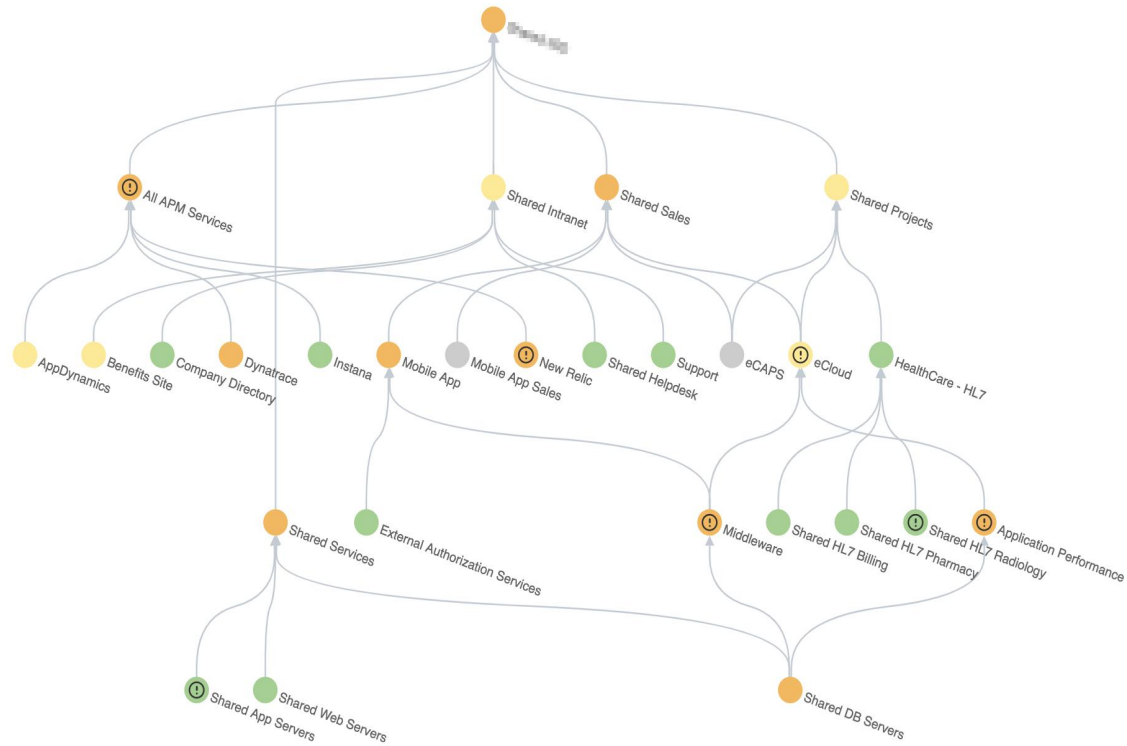 All APM Services
Shared Intranet
Shared Sales
Shared Projects
AppDynamics
Benefits Site
Company Directory
Dynatrace
Instana
Mobile App
Mobile App Sales
New Relic
Shared Helpdesk
Support
eCAPS
eCloud
HealthCare - HL7
Shared Services
External Authorization Services
Middleware
Shared HL7 Billing
Shared HL7 Pharmacy
Shared HL7 Radiology
Application Performance
Shared App Servers
Shared Web Servers
Shared DB Servers